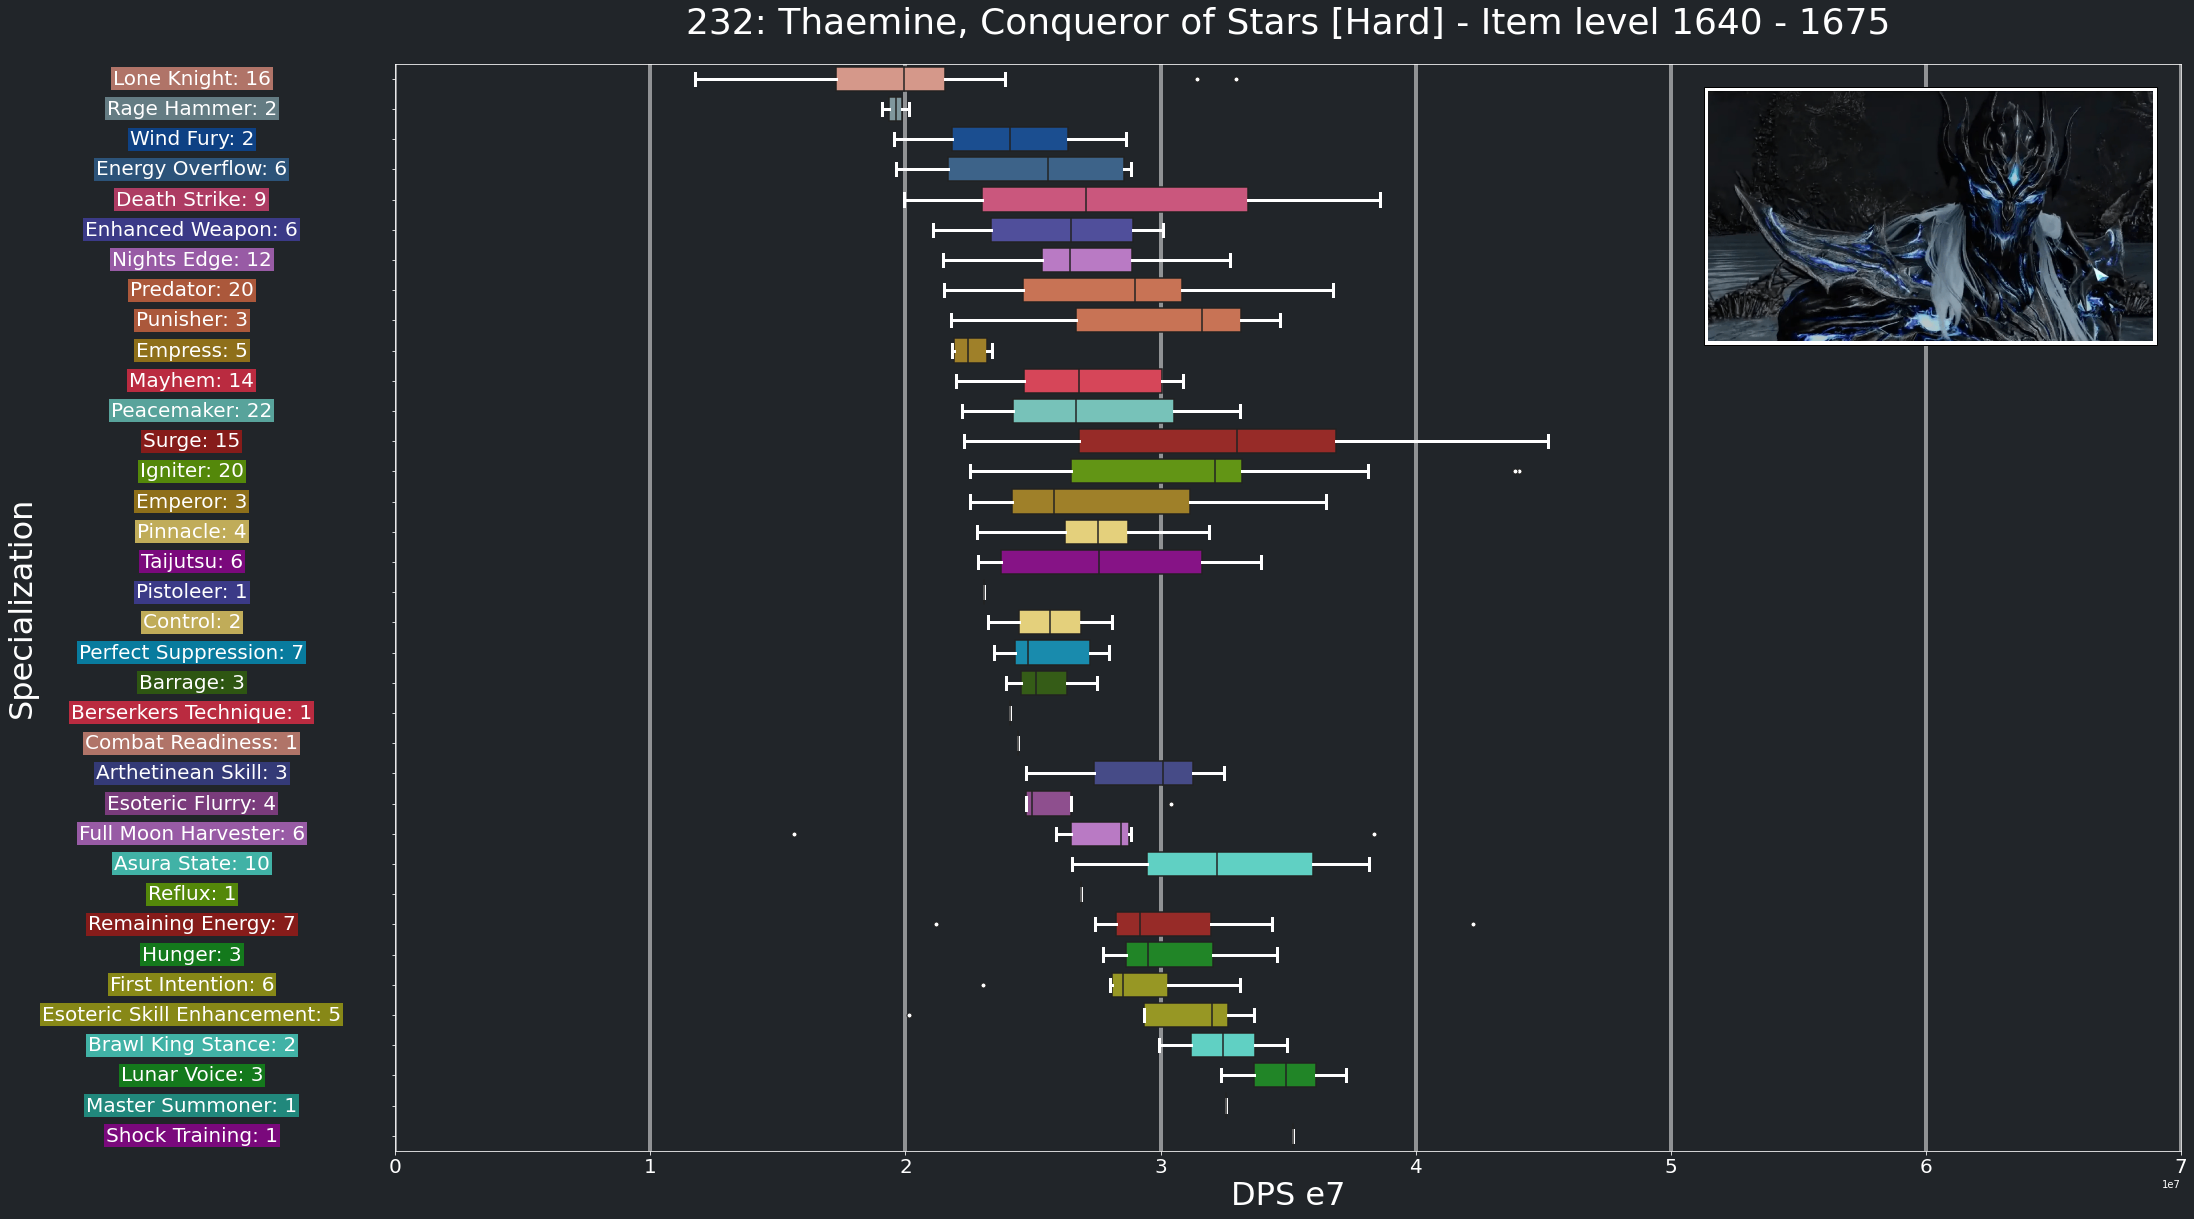 232: Thaemine, Conqueror of Stars [Hard] - Item level 1640 - 1675
Specialization
Lone Knight: 16
Rage Hammer: 2
Wind Fury: 2
Energy Overflow: 6
Death Strike: 9
Enhanced Weapon: 6
Nights Edge: 12
Predator: 20
Punisher: 3
Empress: 5
Mayhem: 14
Peacemaker: 22
Surge: 15
Igniter: 20
Emperor: 3
Pinnacle: 4
Taijutsu: 6
Pistoleer: 1
Control: 2
Perfect Suppression: 7
Barrage: 3
Berserkers Technique: 1
Combat Readiness: 1
Arthetinean Skill: 3
Esoteric Flurry: 4
Full Moon Harvester: 6
Asura State: 10
Reflux: 1
Remaining Energy: 7
Hunger: 3
First Intention: 6
Esoteric Skill Enhancement: 5
Brawl King Stance: 2
Lunar Voice: 3
Master Summoner: 1
Shock Training: 1
0 1 2 3 4 5 6 7
1e7
DPS e7